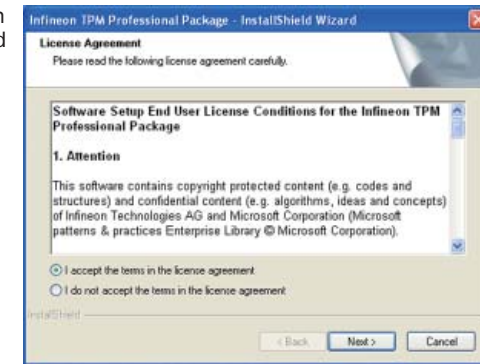 Infineon TPM Professional Package - InstallShield Wizard
License Agreement
Please read the following license agreement carefully.
Software Setup End User License Conditions for the Infineon TPM
Professional Package
1. Attention
This software contains copyright protected content (e.g. codes and
structures) and confidential content (e.g. algorithms, ideas and concepts)
of Infineon Technologies AG and Microsoft Corporation (Microsoft
patterns & practices Enterprise Library © Microsoft Corporation).
I accept the terms in the license agreement
I do not accept the terms in the license agreement
InstallShield
< Back
Next >
Cancel